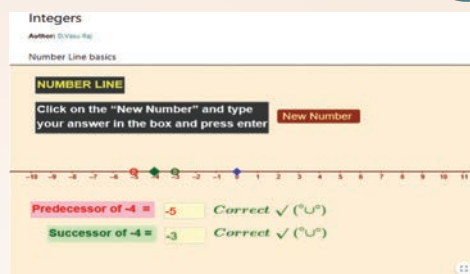 Integers
Author: D.Vasu Raj
Number Line basics
NUMBER LINE
Click on the “New Number” and type
your answer in the box and press enter
New Number
-10 -9 -8 -7 -6 -5 -4 -3 -2 -1 0 1 2 3 4 5 6 7 8 9 10 11
Predecessor of -4 = -5 Correct √ (°∪°)
Successor of -4 = -3 Correct √ (°∪°)